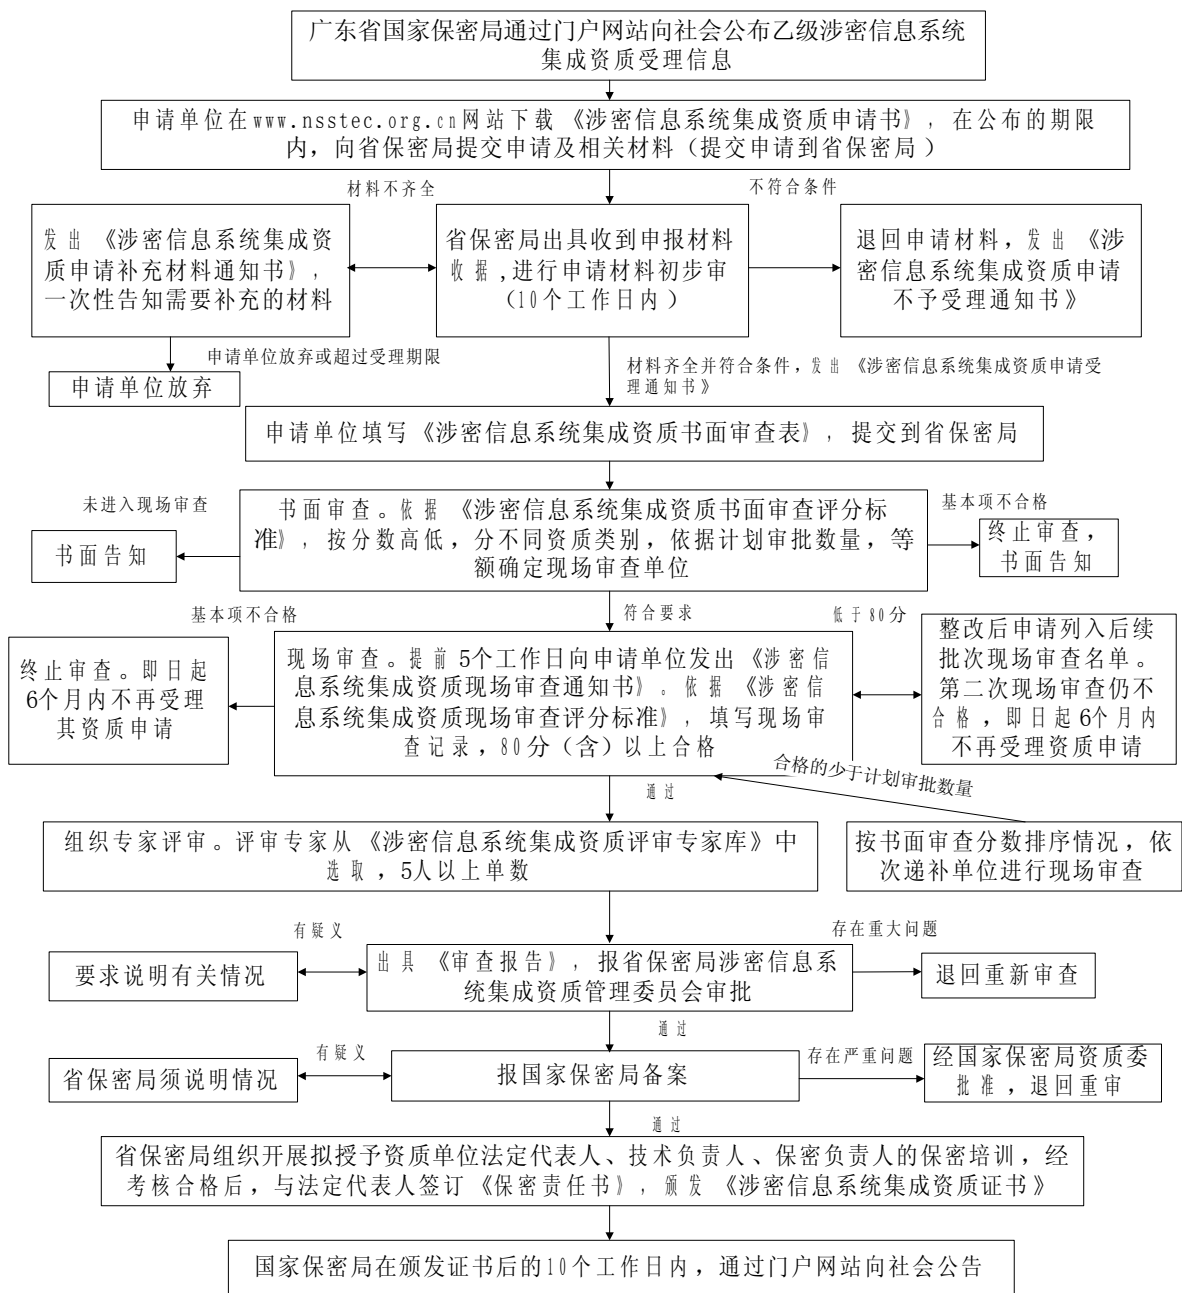 广东省国家保密局通过门户网站向社会公布乙级涉密信息系统
集成资质受理信息
申请单位在www.nsstec.org.cn网站下载《涉密信息系统集成资质申请书》，在公布的期限
内，向省保密局提交申请及相关材料（提交申请到省保密局）
材料不齐全
不符合条件
发出《涉密信息系统集成资
质申请补充材料通知书》，
一次性告知需要补充的材料
省保密局出具收到申报材料
收据,进行申请材料初步审
（10个工作日内）
退回申请材料，发出《涉
密信息系统集成资质申请
不予受理通知书》
申请单位放弃或超过受理期限
申请单位放弃
材料齐全并符合条件，发出《涉密信息系统集成资质申请受
理通知书》
申请单位填写《涉密信息系统集成资质书面审查表》，提交到省保密局
未进入现场审查
基本项不合格
书面告知
书面审查。依据《涉密信息系统集成资质书面审查评分标
准》，按分数高低，分不同资质类别，依据计划审批数量，等
额确定现场审查单位
终止审查，
书面告知
基本项不合格
符合要求
低于80分
终止审查。即日起
6个月内不再受理
其资质申请
现场审查。提前5个工作日向申请单位发出《涉密信
息系统集成资质现场审查通知书》。依据《涉密信
息系统集成资质现场审查评分标准》，填写现场审
查记录，80分（含）以上合格
整改后申请列入后续
批次现场审查名单。
第二次现场审查仍不
合格，即日起6个月内
不再受理资质申请
合格的少于计划审批数量
通过
组织专家评审。评审专家从《涉密信息系统集成资质评审专家库》中
选取，5人以上单数
按书面审查分数排序情况，依
次递补单位进行现场审查
有疑义
存在重大问题
要求说明有关情况
出具《审查报告》，报省保密局涉密信息系
统集成资质管理委员会审批
退回重新审查
通过
有疑义
存在严重问题
省保密局须说明情况
报国家保密局备案
经国家保密局资质委
批准，退回重审
通过
省保密局组织开展拟授予资质单位法定代表人、技术负责人、保密负责人的保密培训，经
考核合格后，与法定代表人签订《保密责任书》，颁发《涉密信息系统集成资质证书》
国家保密局在颁发证书后的10个工作日内，通过门户网站向社会公告